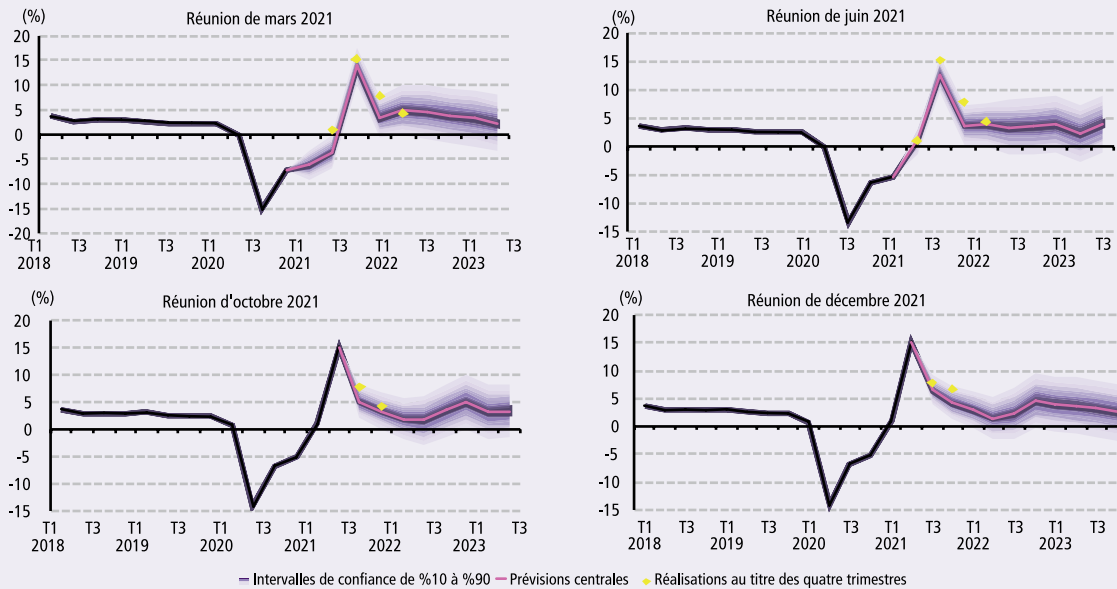 (%)
Réunion de mars 2021
20
15
10
5
0
-5
-10
-15
-20
T1 T3 T1 T3 T1 T3 T1 T3 T1 T3 T1 T3
2018 2019 2020 2021 2022 2023
(%)
Réunion de juin 2021
20
15
10
5
0
-5
-10
-15
T1 T3 T1 T3 T1 T3 T1 T3 T1 T3 T1 T3
2018 2019 2020 2021 2022 2023
(%)
Réunion d'octobre 2021
20
15
10
5
0
-5
-10
-15
T1 T3 T1 T3 T1 T3 T1 T3 T1 T3 T1 T3
2018 2019 2020 2021 2022 2023
(%)
Réunion de décembre 2021
20
15
10
5
0
-5
-10
-15
T1 T3 T1 T3 T1 T3 T1 T3 T1 T3 T1 T3
2018 2019 2020 2021 2022 2023
Intervalles de confiance de %10 à %90 Prévisions centrales Réalisations au titre des quatre trimestres